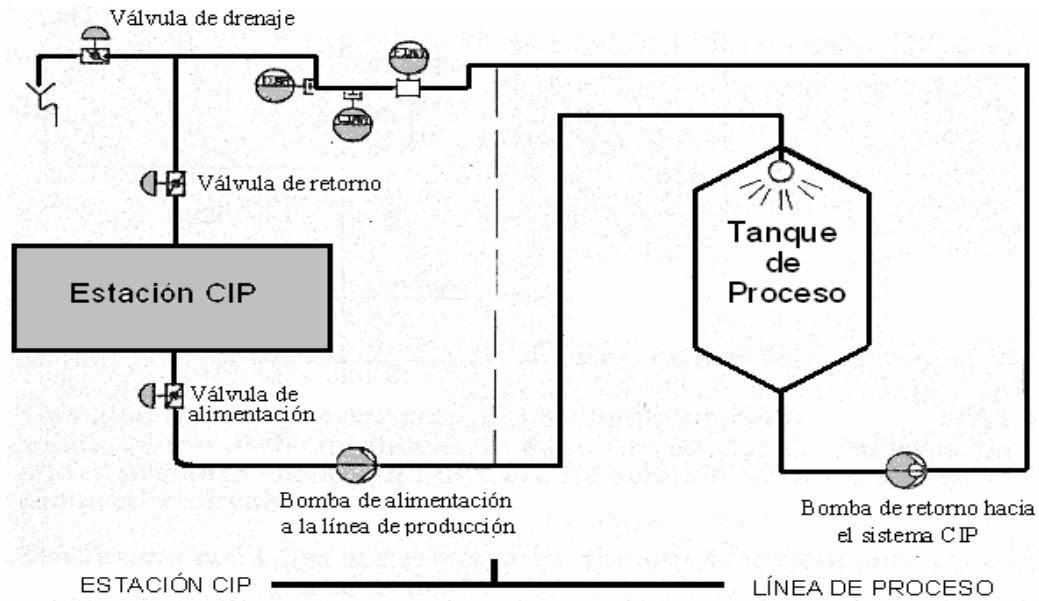 Válvula de drenaje
Válvula de retorno
Estación CIP
Tanque
de
Proceso
Válvula de
alimentación
Bomba de alimentación
a la línea de producción
Bomba de retorno hacia
el sistema CIP
ESTACIÓN CIP
LÍNEA DE PROCESO